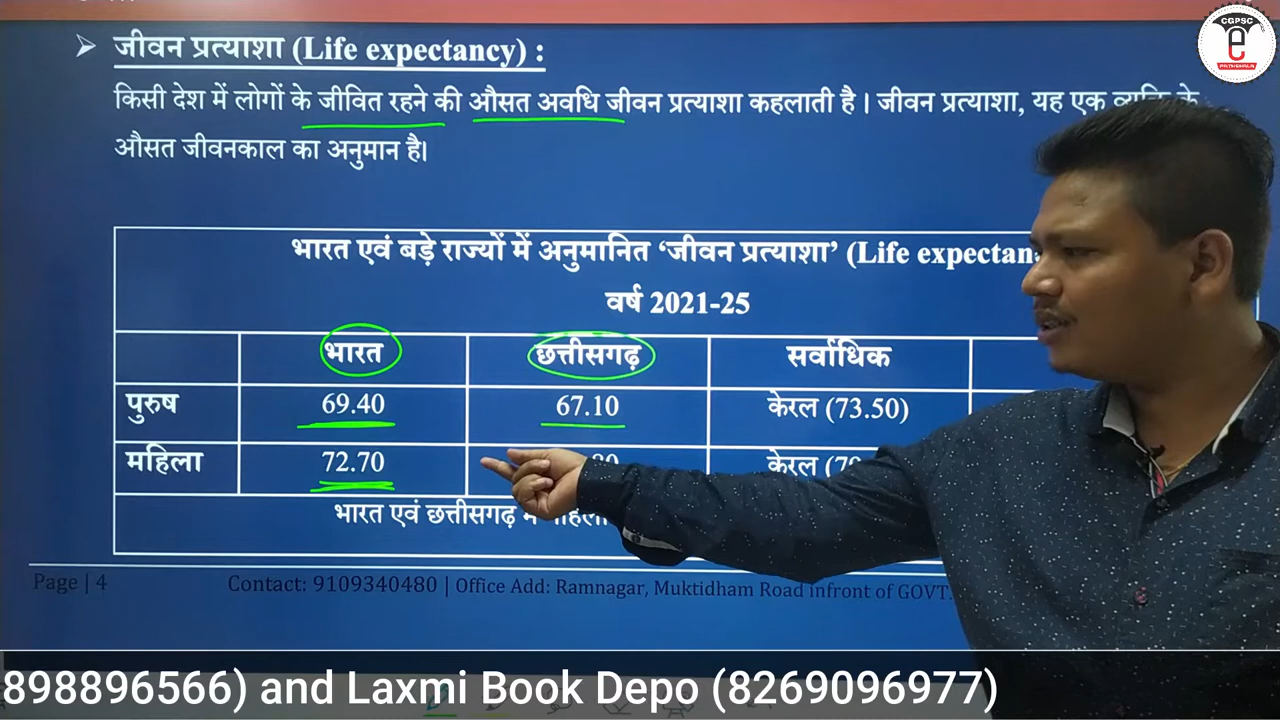 CGPSC
e
PATHSHALA
➢ जीवन प्रत्याशा (Life expectancy) :
किसी देश में लोगों के जीवित रहने की औसत अवधि जीवन प्रत्याशा कहलाती है। जीवन प्रत्याशा, यह एक व्यक्ति के
औसत जीवनकाल का अनुमान है।
भारत एवं बड़े राज्यों में अनुमानित ‘जीवन प्रत्याशा’ (Life expectan
वर्ष 2021-25
भारत छत्तीसगढ़ सर्वाधिक
पुरुष 69.40 67.10 केरल (73.50)
महिला 72.70 केरल
भारत एवं छत्तीसगढ़ में
Page | 4 Contact: 9109340480 | Office Add: Ramnagar, Muktidham Road infront of GOVT.
898896566) and Laxmi Book Depo (8269096977)